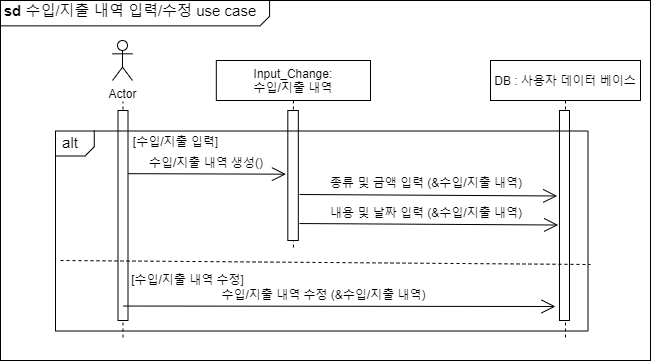 sd 수입/지출 내역 입력/수정 use case
Actor
Input_Change:
수입/지출 내역
DB : 사용자 데이터 베이스
alt
[수입/지출 입력]
수입/지출 내역 생성()
종류 및 금액 입력 (&수입/지출 내역)
내용 및 날짜 입력 (&수입/지출 내역)
[수입/지출 내역 수정]
수입/지출 내역 수정 (&수입/지출 내역)